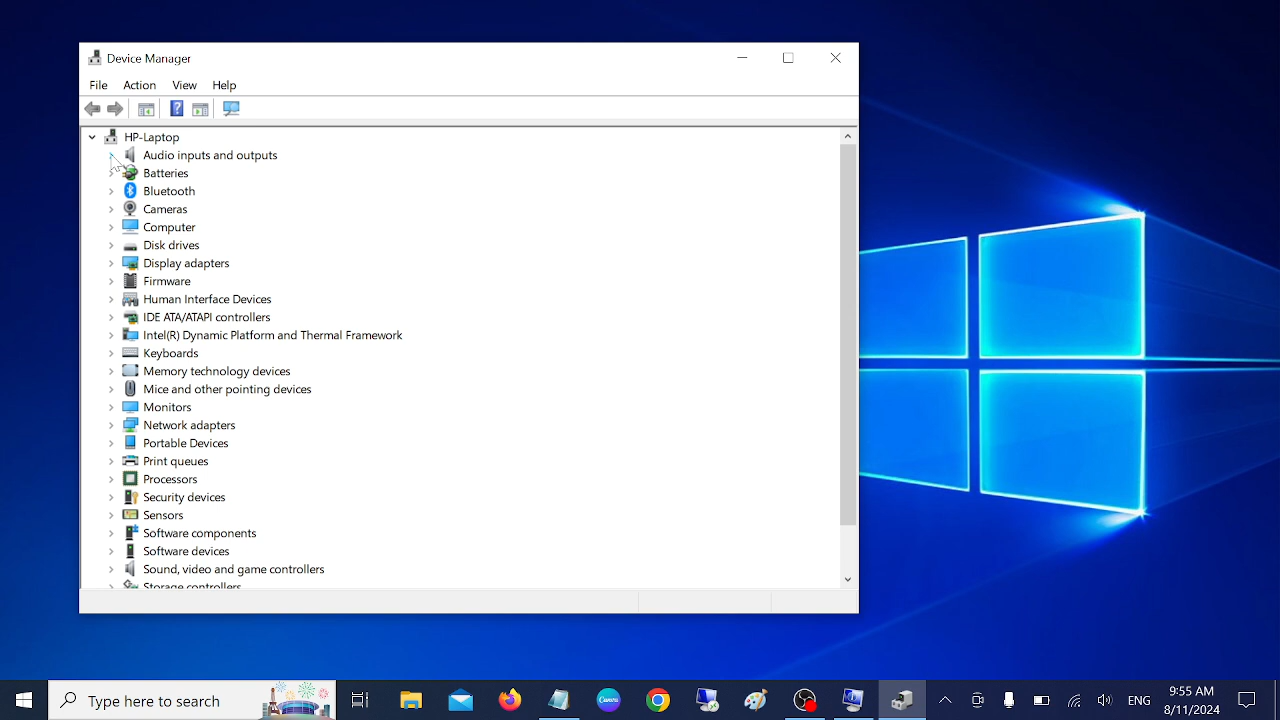 Device Manager
File Action View Help
HP-Laptop
Audio inputs and outputs
Batteries
Bluetooth
Cameras
Computer
Disk drives
Display adapters
Firmware
Human Interface Devices
IDE ATA/ATAPI controllers
Intel(R) Dynamic Platform and Thermal Framework
Keyboards
Memory technology devices
Mice and other pointing devices
Monitors
Network adapters
Portable Devices
Print queues
Processors
Security devices
Sensors
Software components
Software devices
Sound, video and game controllers
Storage controllers
Type here to search
Canva
ENG
9:55 AM
8/11/2024